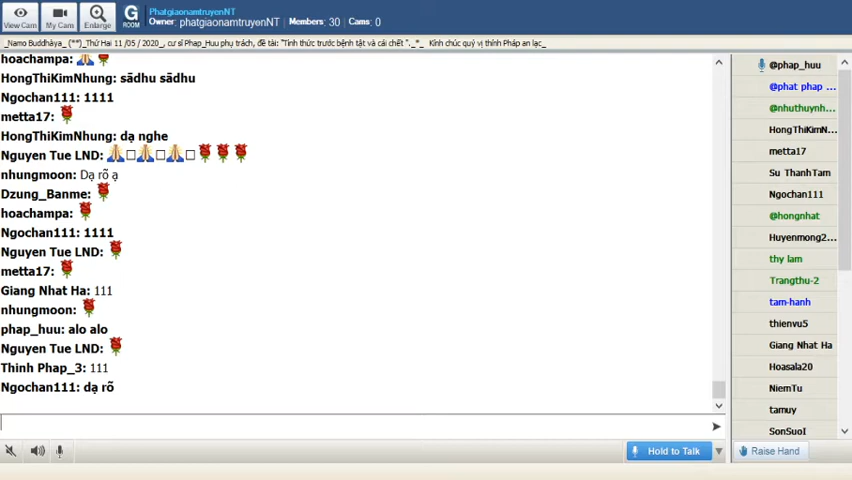 View Cam
My Cam
Enlarge
G
ROOM
PhatgiaonamtruyenNT
Owner: phatgiaonamtruyenNT
Members: 30
Cams: 0
_Namo Buddhàya_ (**)_Thứ Hai 11 /05 / 2020_, cư sĩ Pháp_Huu phụ trách, đề tài: "Tỉnh thức trước bệnh tật và cái chết"._*_ Kính chúc quý vị thính Pháp an lạc_
hoachampa:
HongThiKimNhung: sādhu sādhu
Ngochan111: 1111
metta17:
HongThiKimNhung: dạ nghe
Nguyen Tue LND:
nhungmoon: Dạ rõ ạ
Dzung_Banme:
hoachampa:
Ngochan111: 1111
Nguyen Tue LND:
metta17:
Giang Nhat Ha: 111
nhungmoon:
phap_huu: alo alo
Nguyen Tue LND:
Thinh Phap_3: 111
Ngochan111: dạ rõ
Hold to Talk
@phap_huu
@phat phap ...
@nhuthuynh...
HongThiKimN...
metta17
Su ThanhTam
Ngochan111
@hongnhat
Huyenmong2...
thy lam
Trangthu-2
tam-hanh
thienvu5
Giang Nhat Ha
Hoasala20
NiemTu
tamuy
SonSuoI
Raise Hand